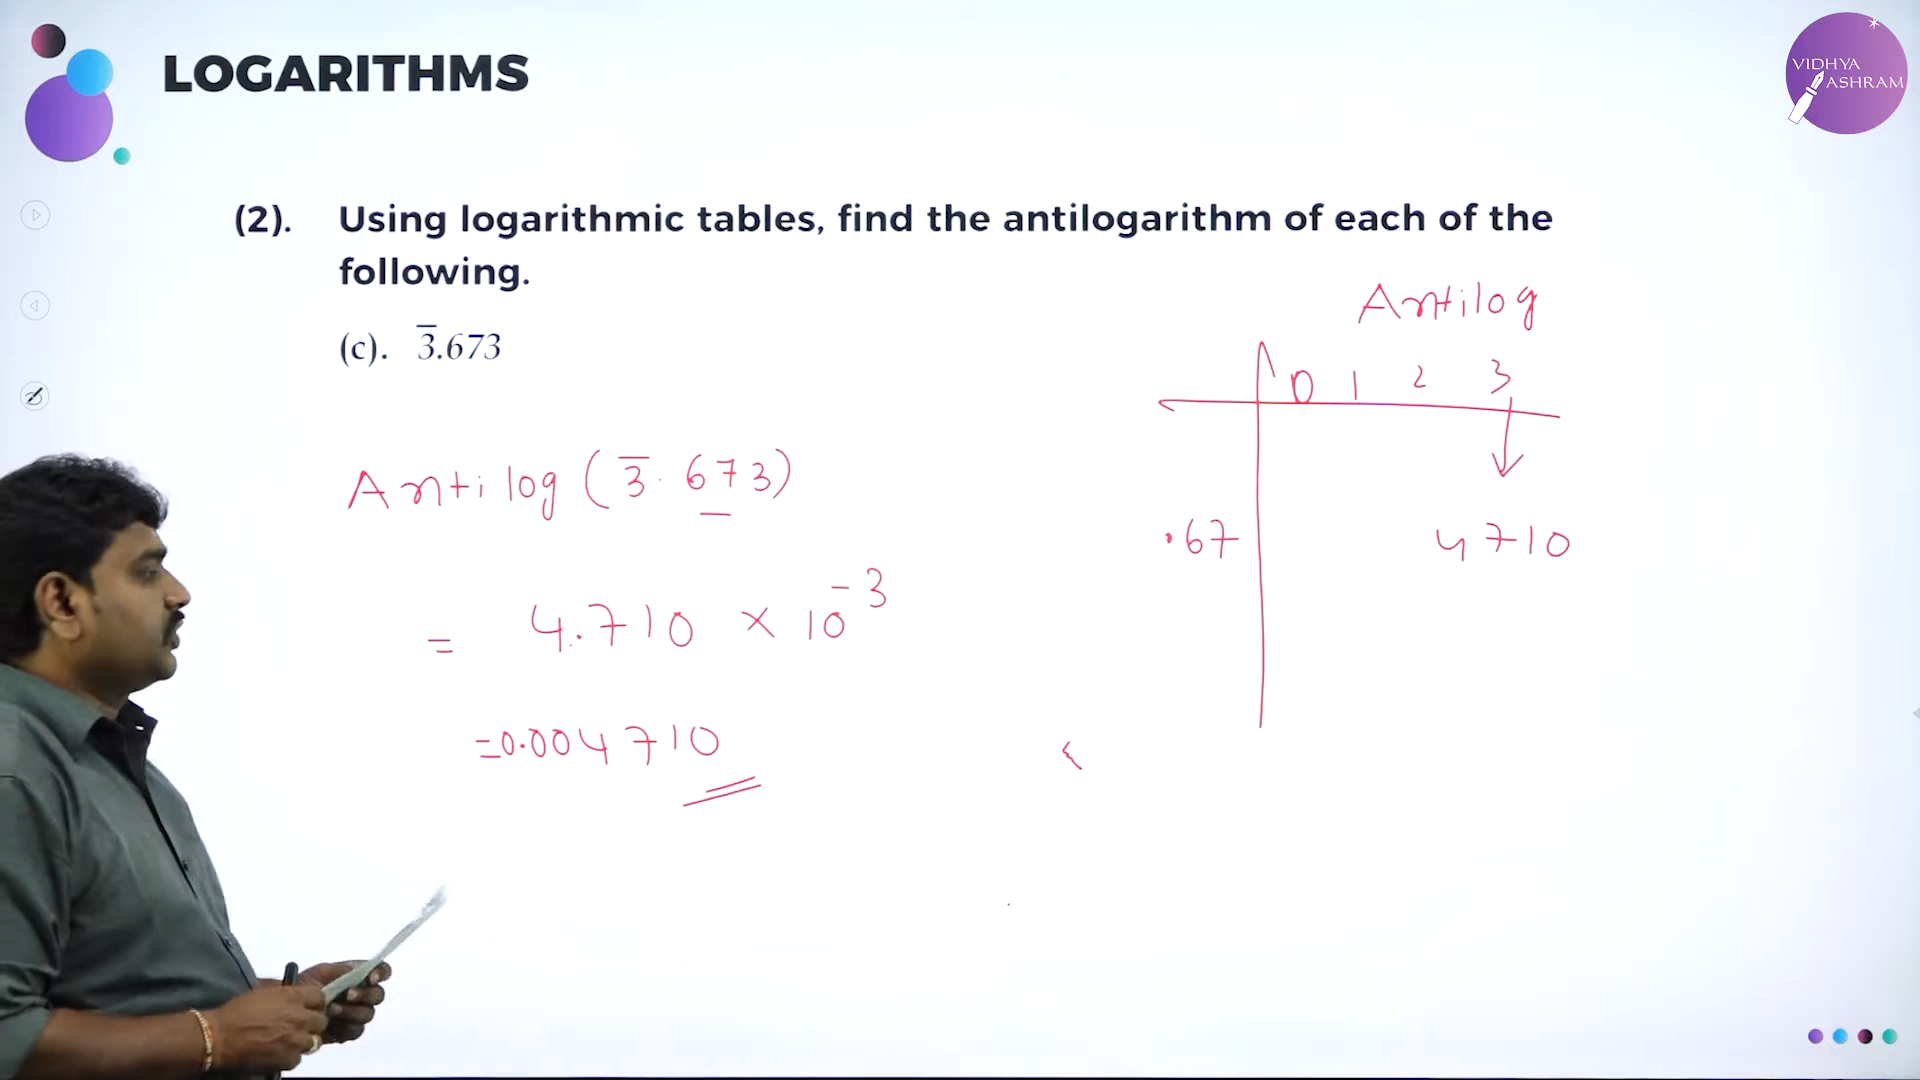 LOGARITHMS
VIDHYA
ASHRAM
(2). Using logarithmic tables, find the antilogarithm of each of the
following.
(c). 3̅.673
Antilog (3̅.673)
= 4.710 × 10⁻³
=0.004710
Antilog
0 1 2 3
.67 4710